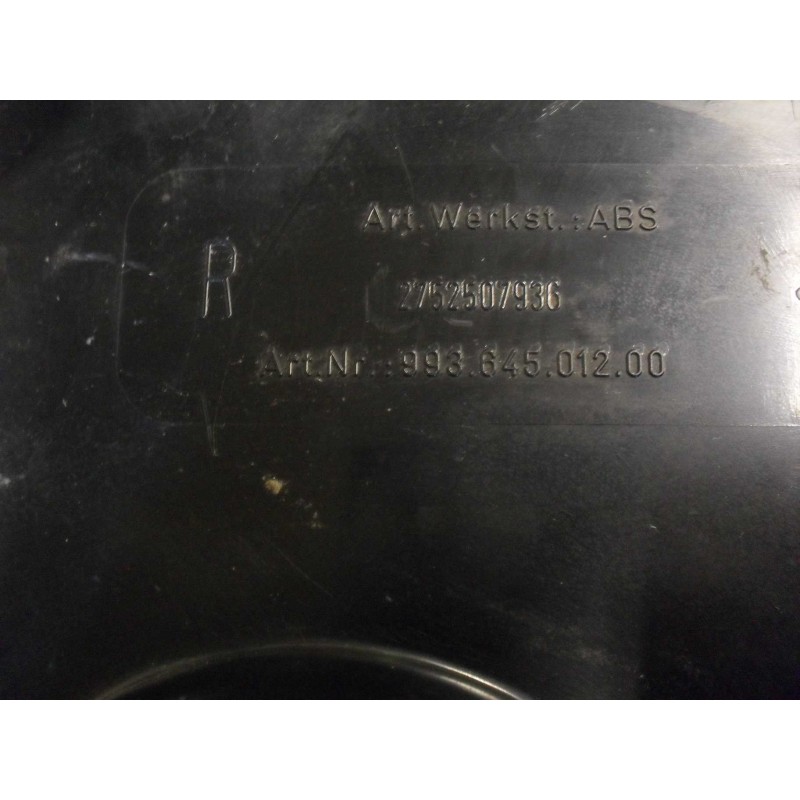 Art. Werkst.: ABS
R
2752507936
Art.Nr.: 993.645.012.00